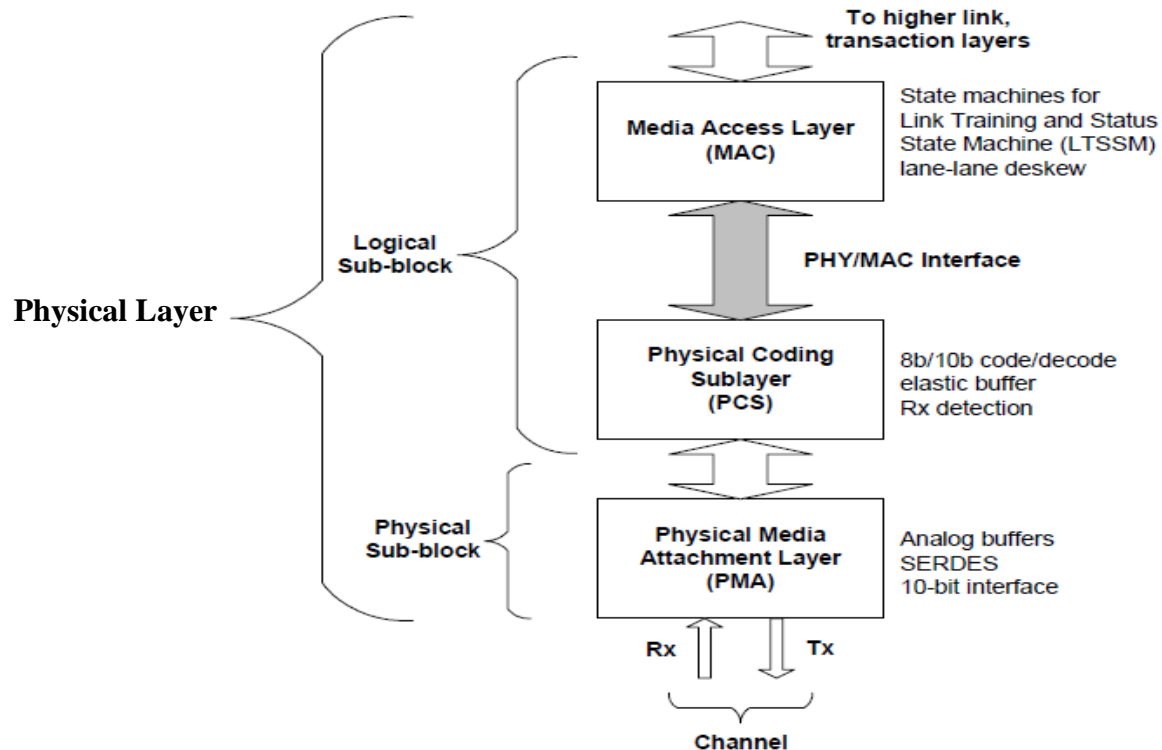 To higher link,
transaction layers
Media Access Layer
(MAC)
State machines for
Link Training and Status
State Machine (LTSSM)
lane-lane deskew
Logical
Sub-block
PHY/MAC Interface
Physical Layer
Physical Coding
Sublayer
(PCS)
8b/10b code/decode
elastic buffer
Rx detection
Physical
Sub-block
Physical Media
Attachment Layer
(PMA)
Analog buffers
SERDES
10-bit interface
Rx
Tx
Channel